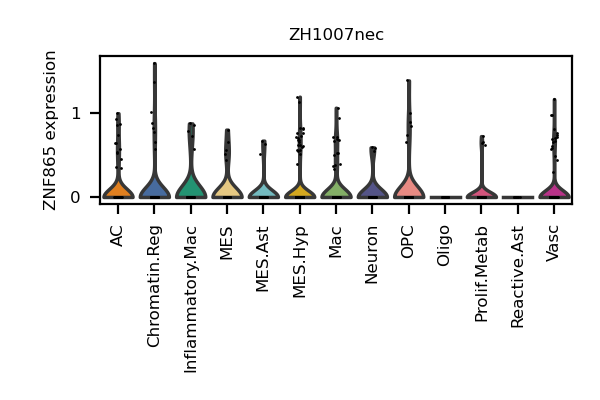 ZH1007nec
ZNF865 expression
1
0
AC
Chromatin.Reg
Inflammatory.Mac
MES
MES.Ast
MES.Hyp
Mac
Neuron
OPC
Oligo
Prolif.Metab
Reactive.Ast
Vasc